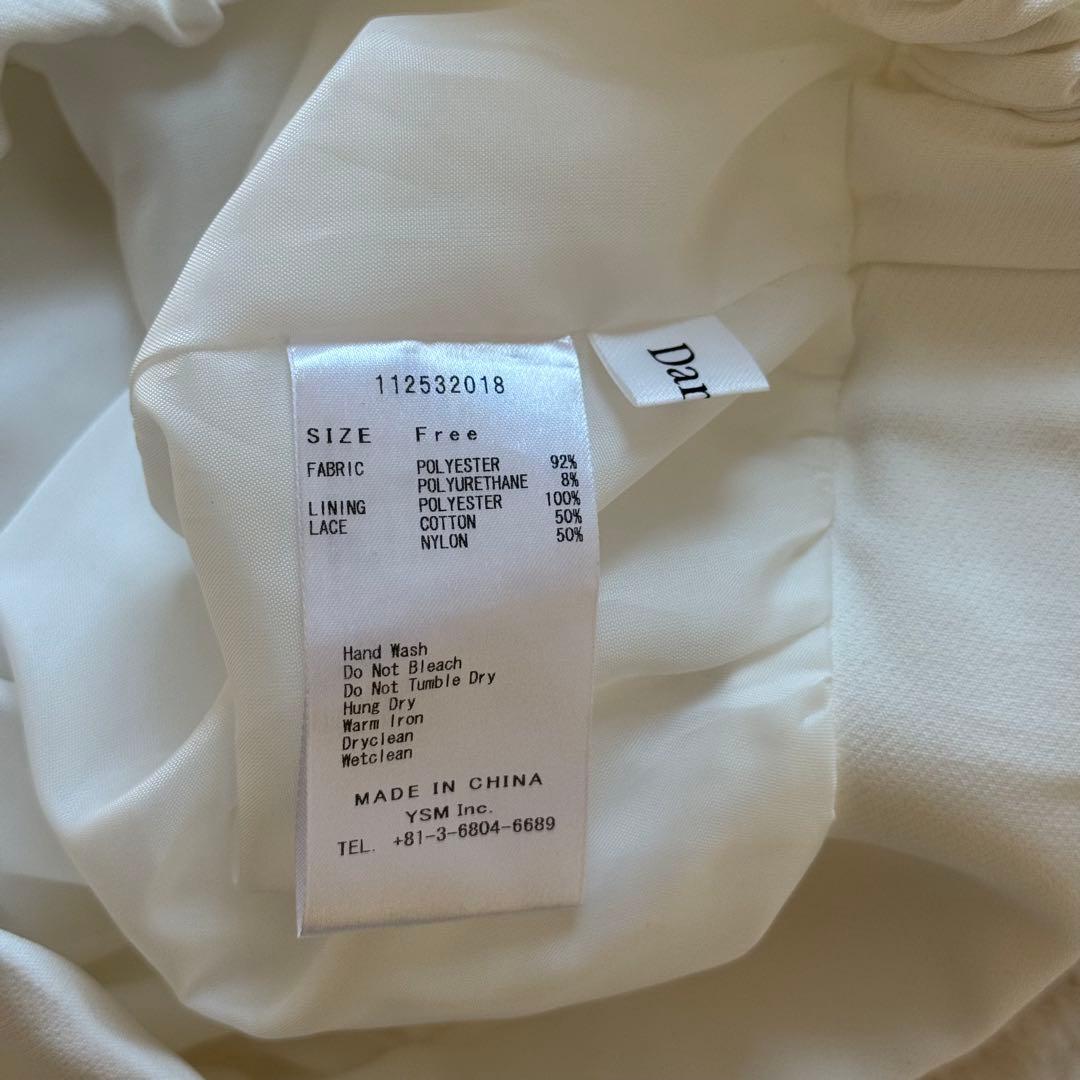 112532018
SIZE Free
FABRIC POLYESTER 92%
POLYURETHANE 8%
LINING POLYESTER 100%
LACE COTTON 50%
NYLON 50%
Hand Wash
Do Not Bleach
Do Not Tumble Dry
Hung Dry
Warm Iron
Dryclean
Wetclean
MADE IN CHINA
YSM Inc.
TEL. +81-3-6804-6689
Dar